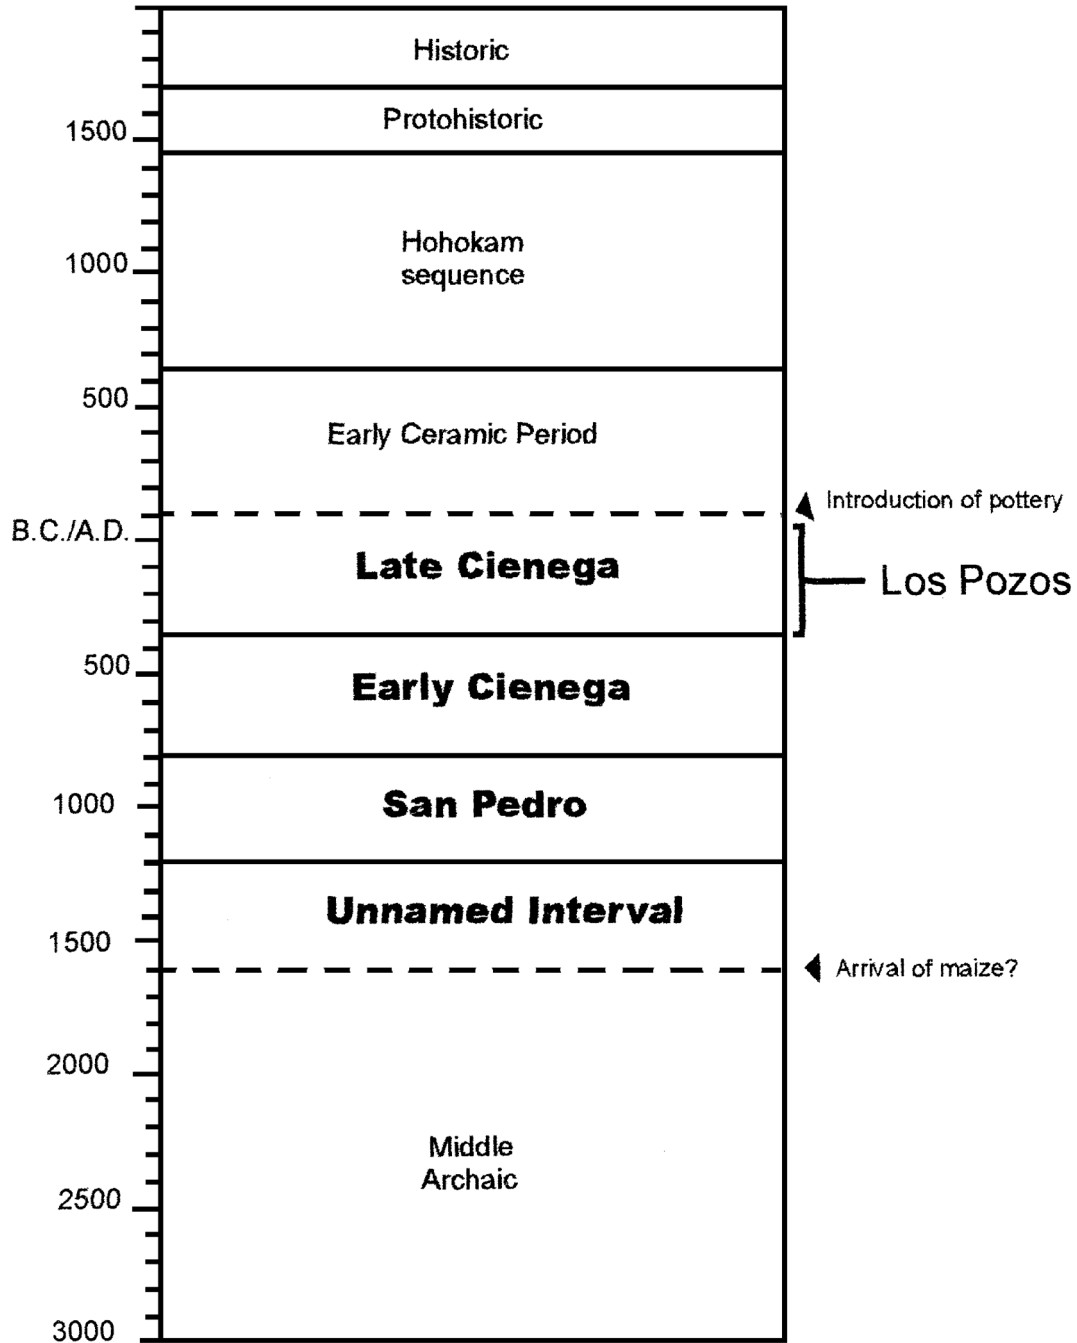 Historic
Protohistoric
1500
Hohokam
sequence
1000
500
Early Ceramic Period
Introduction of pottery
B.C./A.D.
Late Cienega
Los Pozos
500
Early Cienega
1000
San Pedro
Unnamed Interval
1500
Arrival of maize?
2000
Middle
Archaic
2500
3000